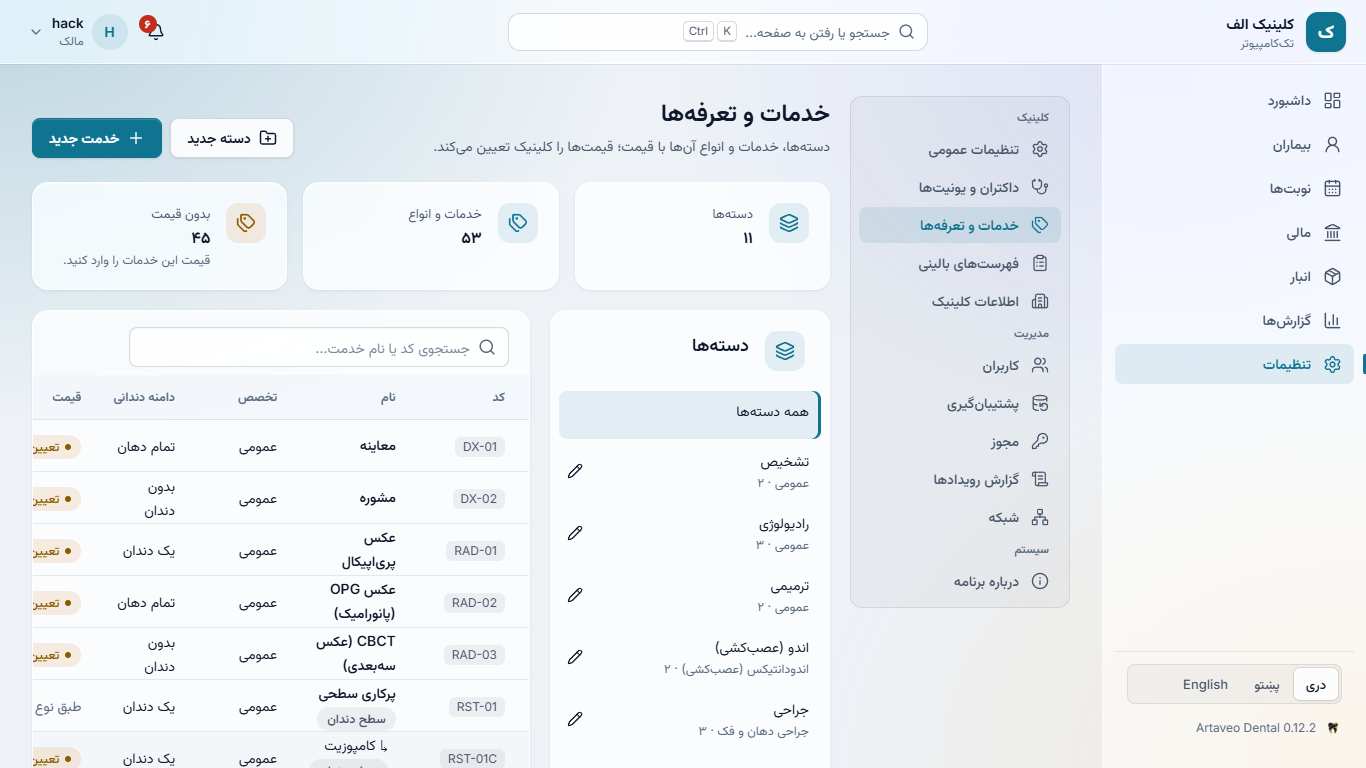 ک
کلینیک الف
تک‌کامپیوتر
جستجو یا رفتن به صفحه...
Ctrl K
۶
H
hack
مالک
داشبورد
بیماران
نوبت‌ها
مالی
انبار
گزارش‌ها
تنظیمات
دری
پښتو
English
Artaveo Dental 0.12.2
کلینیک
تنظیمات عمومی
داکتران و یونیت‌ها
خدمات و تعرفه‌ها
فهرست‌های بالینی
اطلاعات کلینیک
مدیریت
کاربران
پشتیبان‌گیری
مجوز
گزارش رویدادها
شبکه
سیستم
درباره برنامه
خدمات و تعرفه‌ها
دسته‌ها، خدمات و انواع آن‌ها با قیمت؛ قیمت‌ها را کلینیک تعیین می‌کند.
دسته جدید
خدمت جدید
دسته‌ها
۱۱
خدمات و انواع
۵۳
بدون قیمت
۴۵
قیمت این خدمات را وارد کنید.
دسته‌ها
همه دسته‌ها
تشخیص
عمومی · ۲
رادیولوژی
عمومی · ۳
ترمیمی
عمومی · ۲
اندو (عصب‌کشی)
اندودانتیکس (عصب‌کشی) · ۲
جراحی
جراحی دهان و فک · ۳
جستجوی کد یا نام خدمت...
کد نام تخصص دامنه دندانی قیمت
DX-01 معاینه عمومی تمام دهان تعیین
DX-02 مشوره عمومی بدون دندان تعیین
RAD-01 عکس پری‌اپیکال عمومی یک دندان تعیین
RAD-02 عکس OPG (پانورامیک) عمومی تمام دهان تعیین
RAD-03 CBCT (عکس سه‌بعدی) عمومی بدون دندان تعیین
RST-01 پرکاری سطحی عمومی یک دندان طبق نوع
سطح دندان
RST-01C کامپوزیت عمومی یک دندان تعیین